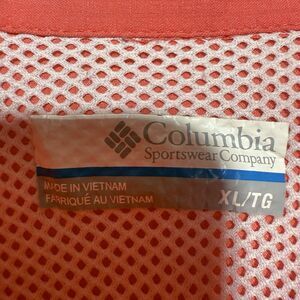 Columbia
Sportswear Company
MADE IN VIETNAM
FABRIQUÉ AU VIETNAM
XL/TG